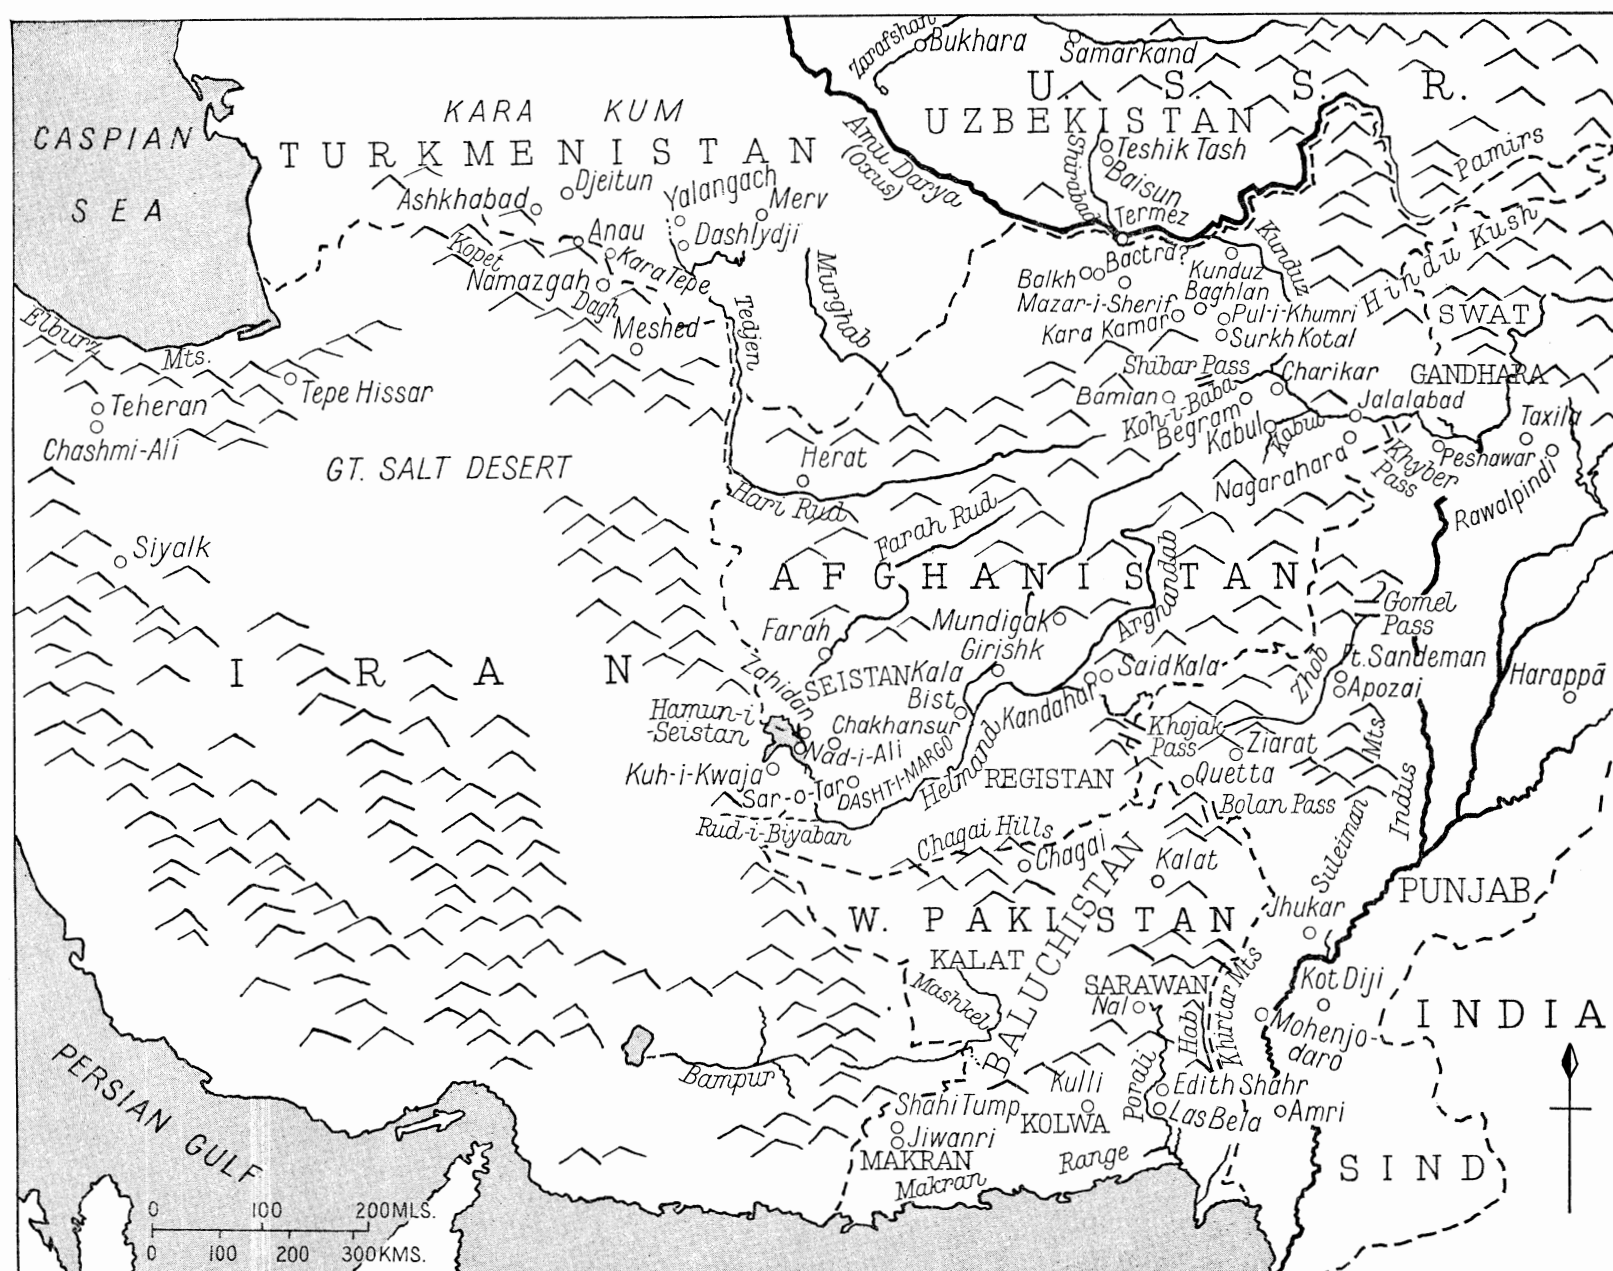 Zarafshan
Bukhara
Samarkand
U. S. S. R.
UZBEKISTAN
KARA KUM
TURKMENISTAN
CASPIAN
SEA
Amu Darya
(Oxus)
Shirabad
Teshik Tash
Baisun
Termez
Pamirs
Ashkhabad
Djeitun
Yalangach
Merv
Anau
Dashlydji
Kopet
Dagh
Kara Tepe
Namazgah
Meshed
Tedjen
Murghab
Balkh
Bactra?
Mazar-i-Sherif
Kunduz
Kunduz
Baghlan
Kara Kamar
Pul-i-Khumri
Surkh Kotal
Hindu Kush
SWAT
Elburz
Mts.
Teheran
Chashmi-Ali
Tepe Hissar
Shibar Pass
Charikar
GANDHARA
Bamian
Koh-i-Baba
Begram
Kabul
Kabul
Jalalabad
Taxila
Nagarahara
Khyber
Pass
Peshawar
Rawalpindi
GT. SALT DESERT
Herat
Hari Rud
Farah Rud
Siyalk
AFGHANISTAN
Arghandab
Farah
Mundigak
Girishk
Gomel
Pass
IRAN
Zahidan
SEISTAN
Kala
Bist
Said Kala
Zhob
Ft. Sandeman
Apozai
Harappā
Hamun-i
-Seistan
Chakhansur
Nad-i-Ali
Kandahar
Khojak
Pass
Ziarat
Mts
Kuh-i-Kwaja
Sar-o-Tar
DASHT-I-MARGO
Helmand
REGISTAN
Quetta
Bolan Pass
Suleiman
Indus
Rud-i-Biyaban
Chagai Hills
Chagai
Kalat
PUNJAB
W. PAKISTAN
Jhukar
KALAT
BALUCHISTAN
Mashkel
SARAWAN
Nal
Hab
Khirtar Mts
Kot Diji
INDIA
Mohenjo-
daro
PERSIAN GULF
Bampur
Kulli
Porali
Edith Shahr
Las Bela
Amri
Shahi Tump
KOLWA
Jiwanri
MAKRAN
Makran
Range
SIND
0 100 200MLS.
0 100 200 300KMS.